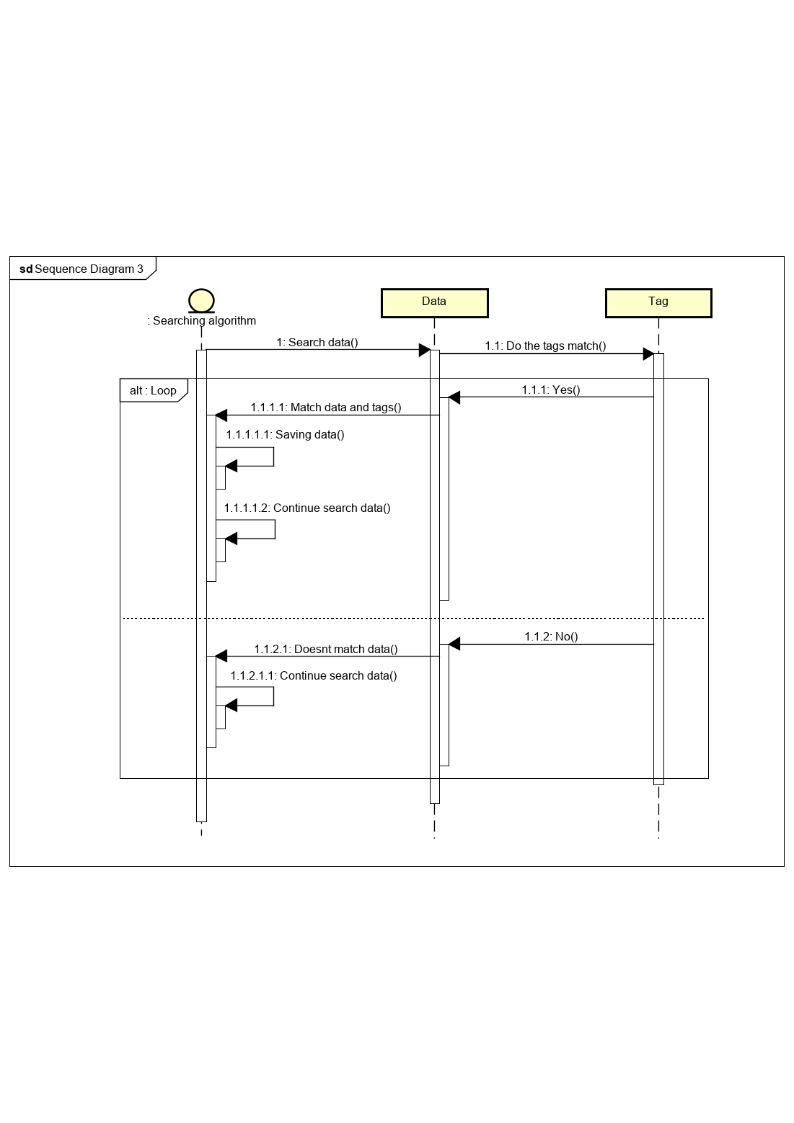 sd Sequence Diagram 3
: Searching algorithm
Data
Tag
1: Search data()
1.1: Do the tags match()
alt : Loop
1.1.1: Yes()
1.1.1.1: Match data and tags()
1.1.1.1.1: Saving data()
1.1.1.1.2: Continue search data()
1.1.2: No()
1.1.2.1: Doesnt match data()
1.1.2.1.1: Continue search data()